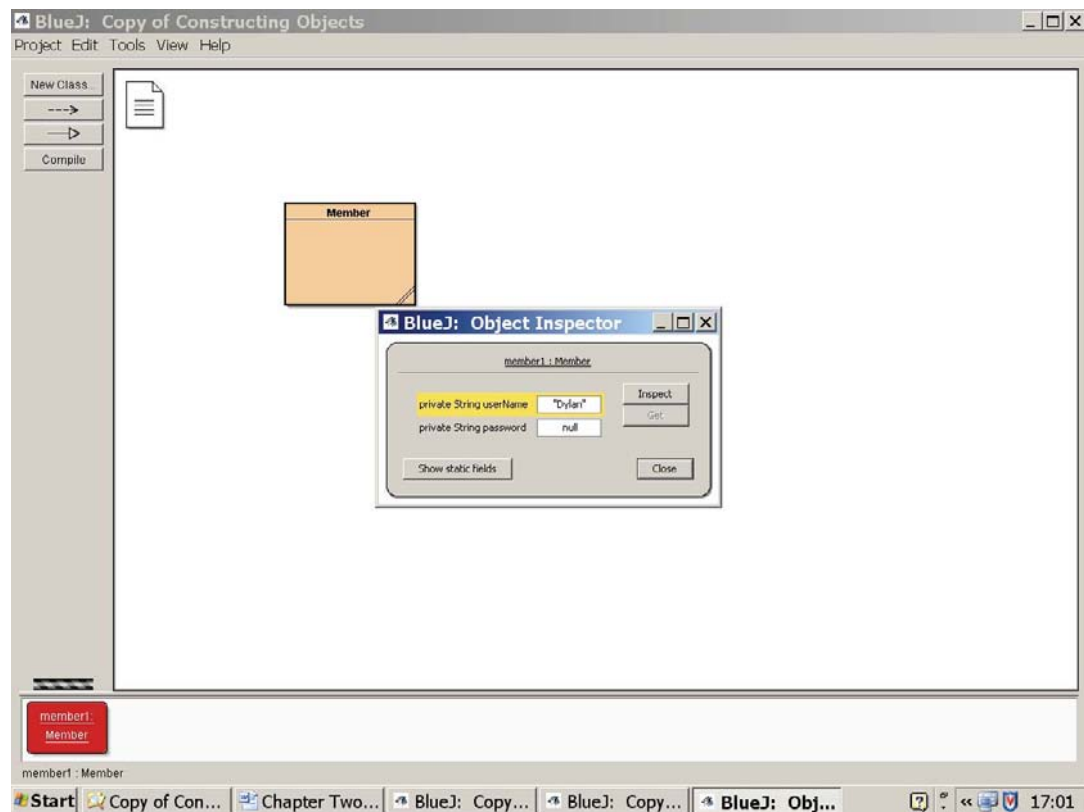 BlueJ: Copy of Constructing Objects
Project Edit Tools View Help
New Class...
Compile
Member
BlueJ: Object Inspector
member1 : Member
private String userName "Dylan"
Inspect
private String password null
Get
Show static fields
Close
member1:
Member
member1 : Member
Start Copy of Con... Chapter Two... BlueJ: Copy... BlueJ: Copy... BlueJ: Obj... 17:01